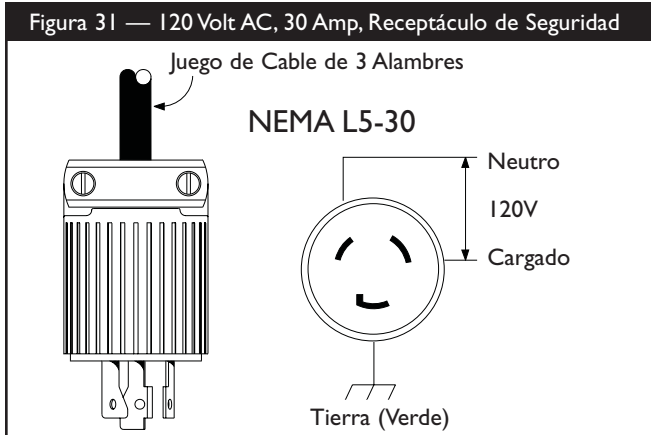 Figura 31 — 120 Volt AC, 30 Amp, Receptáculo de Seguridad
Juego de Cable de 3 Alambres
NEMA L5-30
Neutro
120V
Cargado
Tierra (Verde)